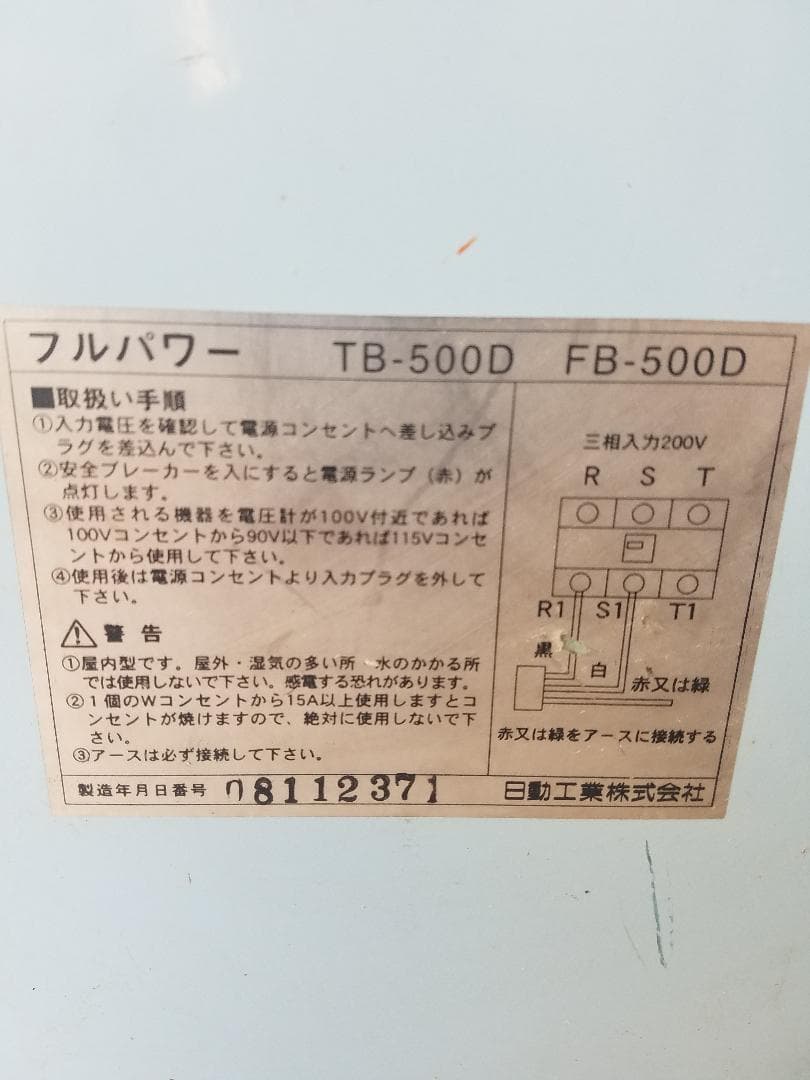 フルパワー TB-500D FB-500D
■取扱い手順
①入力電圧を確認して電源コンセントへ差し込みプ
ラグを差込んで下さい。
②安全ブレーカーを入にすると電源ランプ（赤）が
点灯します。
③使用される機器を電圧計が100V付近であれば
100Vコンセントから90V以下であれば115Vコンセ
ントから使用して下さい。
④使用後は電源コンセントより入力プラグを外して
下さい。
警告
①屋内型です。屋外・湿気の多い所 水のかかる所
では使用しないで下さい。感電する恐れがあります。
②１個のWコンセントから15A以上使用しますとコ
ンセントが焼けますので、絶対に使用しないで下
さい。
③アースは必ず接続して下さい。
三相入力200V
R S T
R1 S1 T1
黒
白
赤又は緑
赤又は緑をアースに接続する
製造年月日番号 08112371 日動工業株式会社